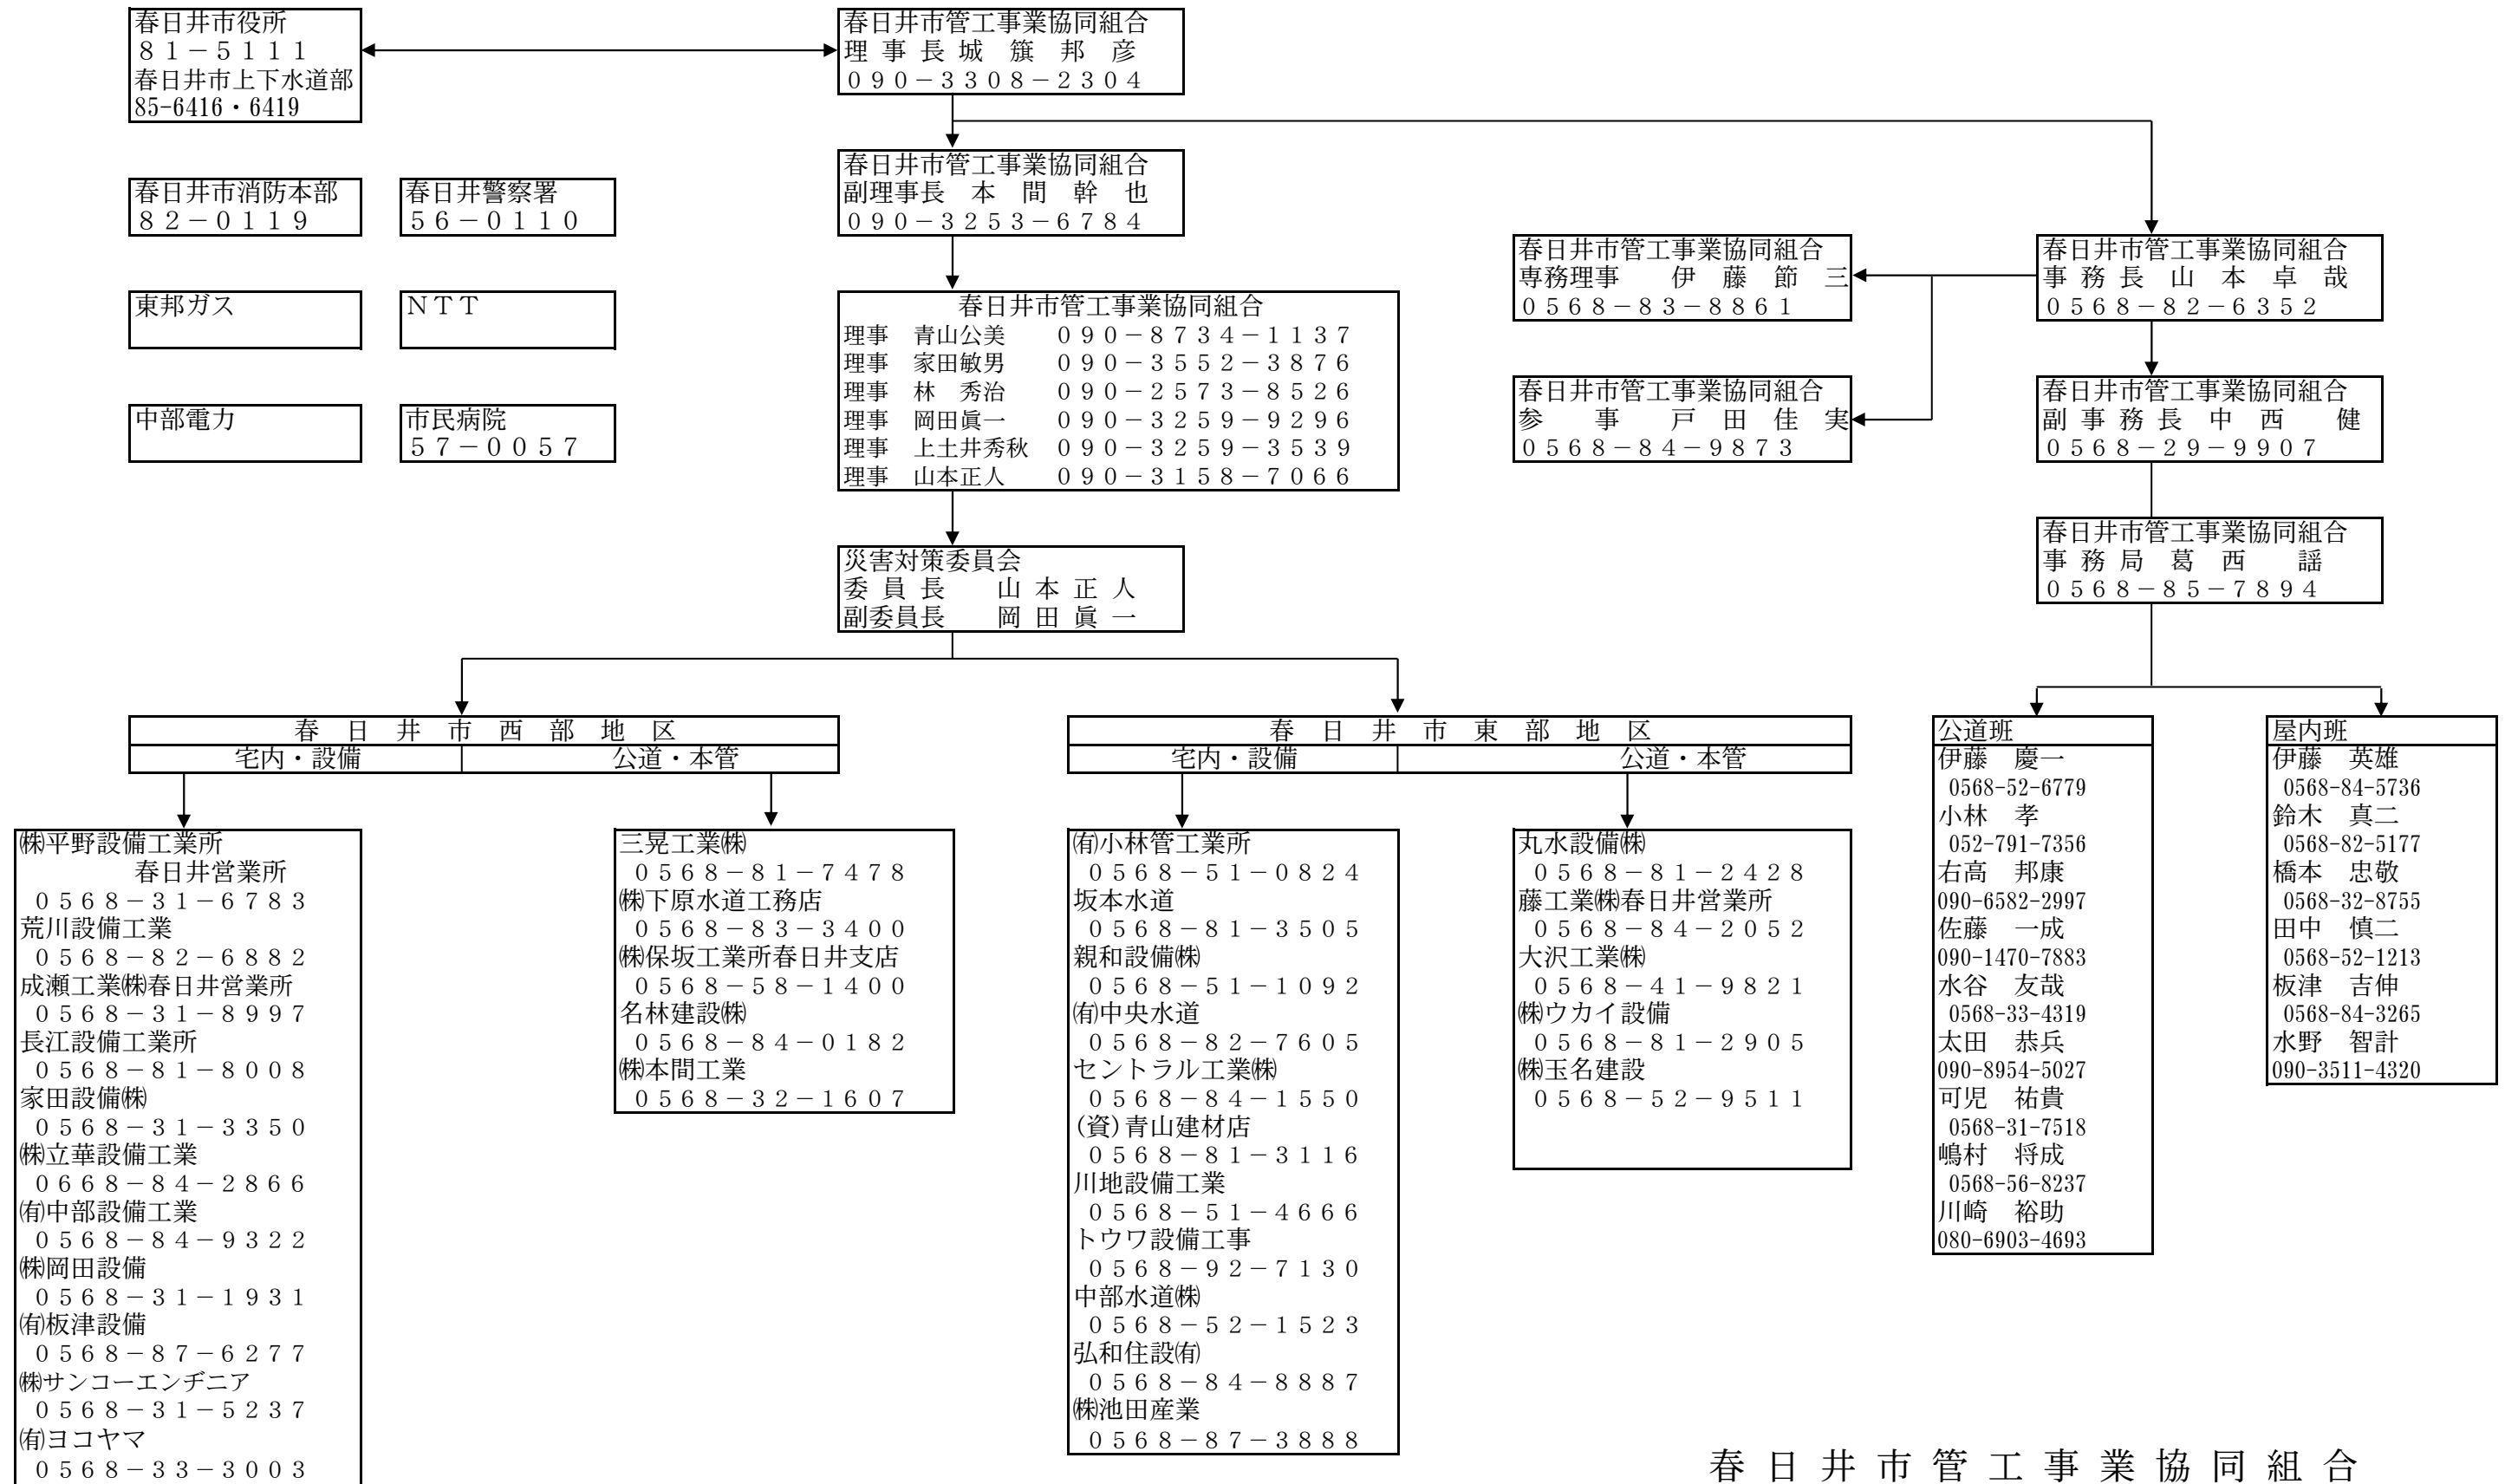 春日井市役所
８１－５１１１
春日井市上下水道部
85-6416・6419
春日井市管工事業協同組合
理 事 長 城　簱　邦　彦
０９０－３３０８－２３０４
春日井市消防本部
８２－０１１９
春日井警察署
５６－０１１０
東邦ガス
ＮＴＴ
中部電力
市民病院
５７－００５７
春日井市管工事業協同組合
副理事長　本　間　幹　也
０９０－３２５３－６７８４
春日井市管工事業協同組合
理事　青山公美　０９０－８７３４－１１３７
理事　家田敏男　０９０－３５５２－３８７６
理事　林　秀治　０９０－２５７３－８５２６
理事　岡田眞一　０９０－３２５９－９２９６
理事　上土井秀秋　０９０－３２５９－３５３９
理事　山本正人　０９０－３１５８－７０６６
春日井市管工事業協同組合
専務理事　伊　藤　節　三
０５６８－８３－８８６１
春日井市管工事業協同組合
事 務 長 山　本　卓　哉
０５６８－８２－６３５２
春日井市管工事業協同組合
参　　事　　戸　田　佳　実
０５６８－８４－９８７３
春日井市管工事業協同組合
副 事 務 長 中　西　　健
０５６８－２９－９９０７
春日井市管工事業協同組合
事 務 局 葛　西　　謡
０５６８－８５－７８９４
災害対策委員会
委 員 長　　山 本 正 人
副委員長　　岡 田 眞 一
春　日　井　市　西　部　地　区
宅内・設備　公道・本管
㈱平野設備工業所
春日井営業所
０５６８－３１－６７８３
荒川設備工業
０５６８－８２－６８８２
成瀬工業㈱春日井営業所
０５６８－３１－８９９７
長江設備工業所
０５６８－８１－８００８
家田設備㈱
０５６８－３１－３３５０
㈱立華設備工業
０６６８－８４－２８６６
㈲中部設備工業
０５６８－８４－９３２２
㈱岡田設備
０５６８－３１－１９３１
㈲板津設備
０５６８－８７－６２７７
㈱サンコーエンヂニア
０５６８－３１－５２３７
㈲ヨコヤマ
０５６８－３３－３００３
三晃工業㈱
０５６８－８１－７４７８
㈱下原水道工務店
０５６８－８３－３４００
㈱保坂工業所春日井支店
０５６８－５８－１４００
名林建設㈱
０５６８－８４－０１８２
㈱本間工業
０５６８－３２－１６０７
春　日　井　市　東　部　地　区
宅内・設備　公道・本管
㈲小林管工業所
０５６８－５１－０８２４
坂本水道
０５６８－８１－３５０５
親和設備㈱
０５６８－５１－１０９２
㈲中央水道
０５６８－８２－７６０５
セントラル工業㈱
０５６８－８４－１５５０
(資)青山建材店
０５６８－８１－３１１６
川地設備工業
０５６８－５１－４６６６
トウワ設備工事
０５６８－９２－７１３０
中部水道㈱
０５６８－５２－１５２３
弘和住設㈲
０５６８－８４－８８８７
㈱池田産業
０５６８－８７－３８８８
丸水設備㈱
０５６８－８１－２４２８
藤工業㈱春日井営業所
０５６８－８４－２０５２
大沢工業㈱
０５６８－４１－９８２１
㈱ウカイ設備
０５６８－８１－２９０５
㈱玉名建設
０５６８－５２－９５１１
公道班
伊藤　慶一
0568-52-6779
小林　孝
052-791-7356
右高　邦康
090-6582-2997
佐藤　一成
090-1470-7883
水谷　友哉
0568-33-4319
太田　恭兵
090-8954-5027
可児　祐貴
0568-31-7518
嶋村　将成
0568-56-8237
川崎　裕助
080-6903-4693
屋内班
伊藤　英雄
0568-84-5736
鈴木　真二
0568-82-5177
橋本　忠敬
0568-32-8755
田中　慎二
0568-52-1213
板津　吉伸
0568-84-3265
水野　智計
090-3511-4320
春 日 井 市 管 工 事 業 協 同 組 合